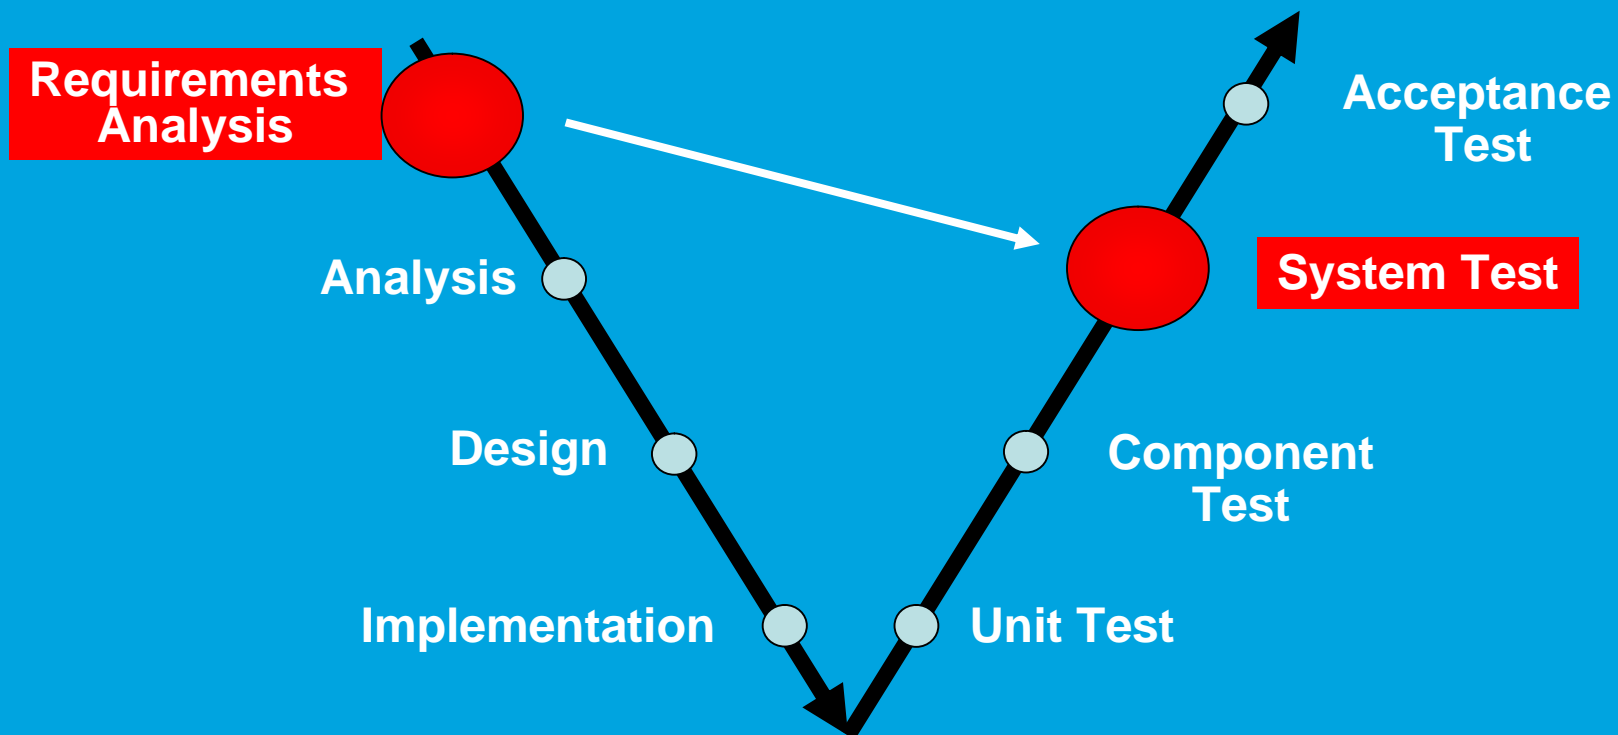 Requirements
Analysis
Acceptance
Test
Analysis
System Test
Design
Component
Test
Implementation
Unit Test